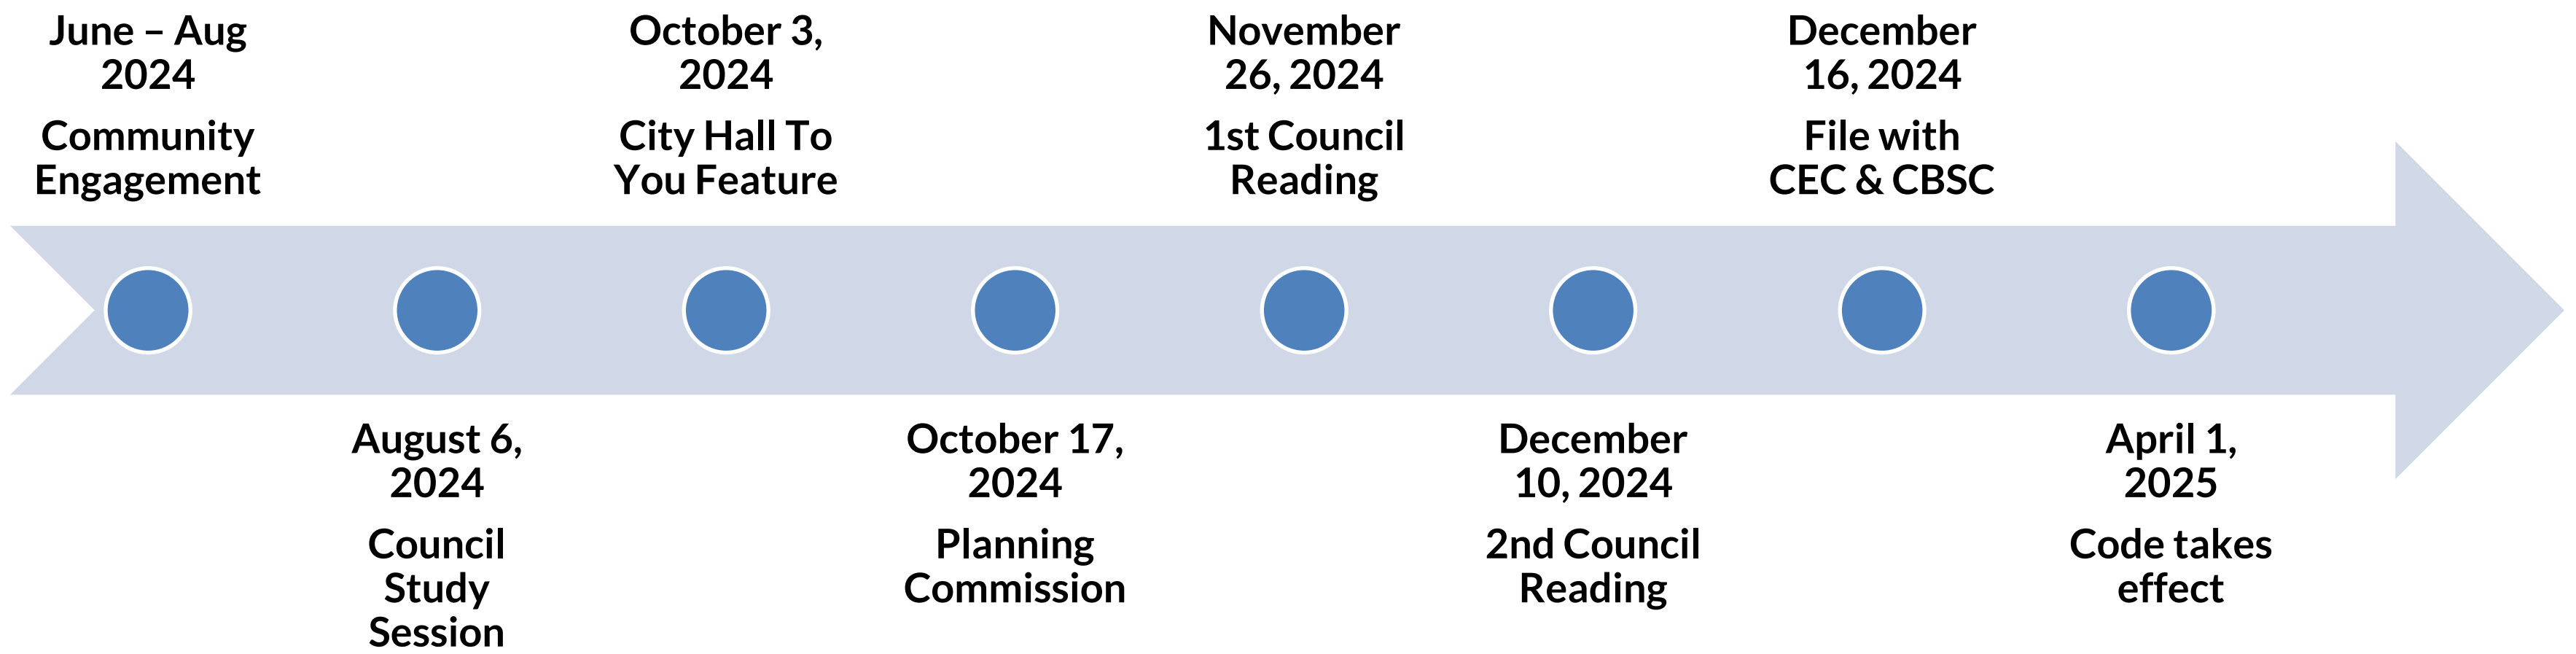 June – Aug
2024
Community
Engagement
August 6,
2024
Council
Study
Session
October 3,
2024
City Hall To
You Feature
October 17,
2024
Planning
Commission
November
26, 2024
1st Council
Reading
December
10, 2024
2nd Council
Reading
December
16, 2024
File with
CEC & CBSC
April 1,
2025
Code takes
effect